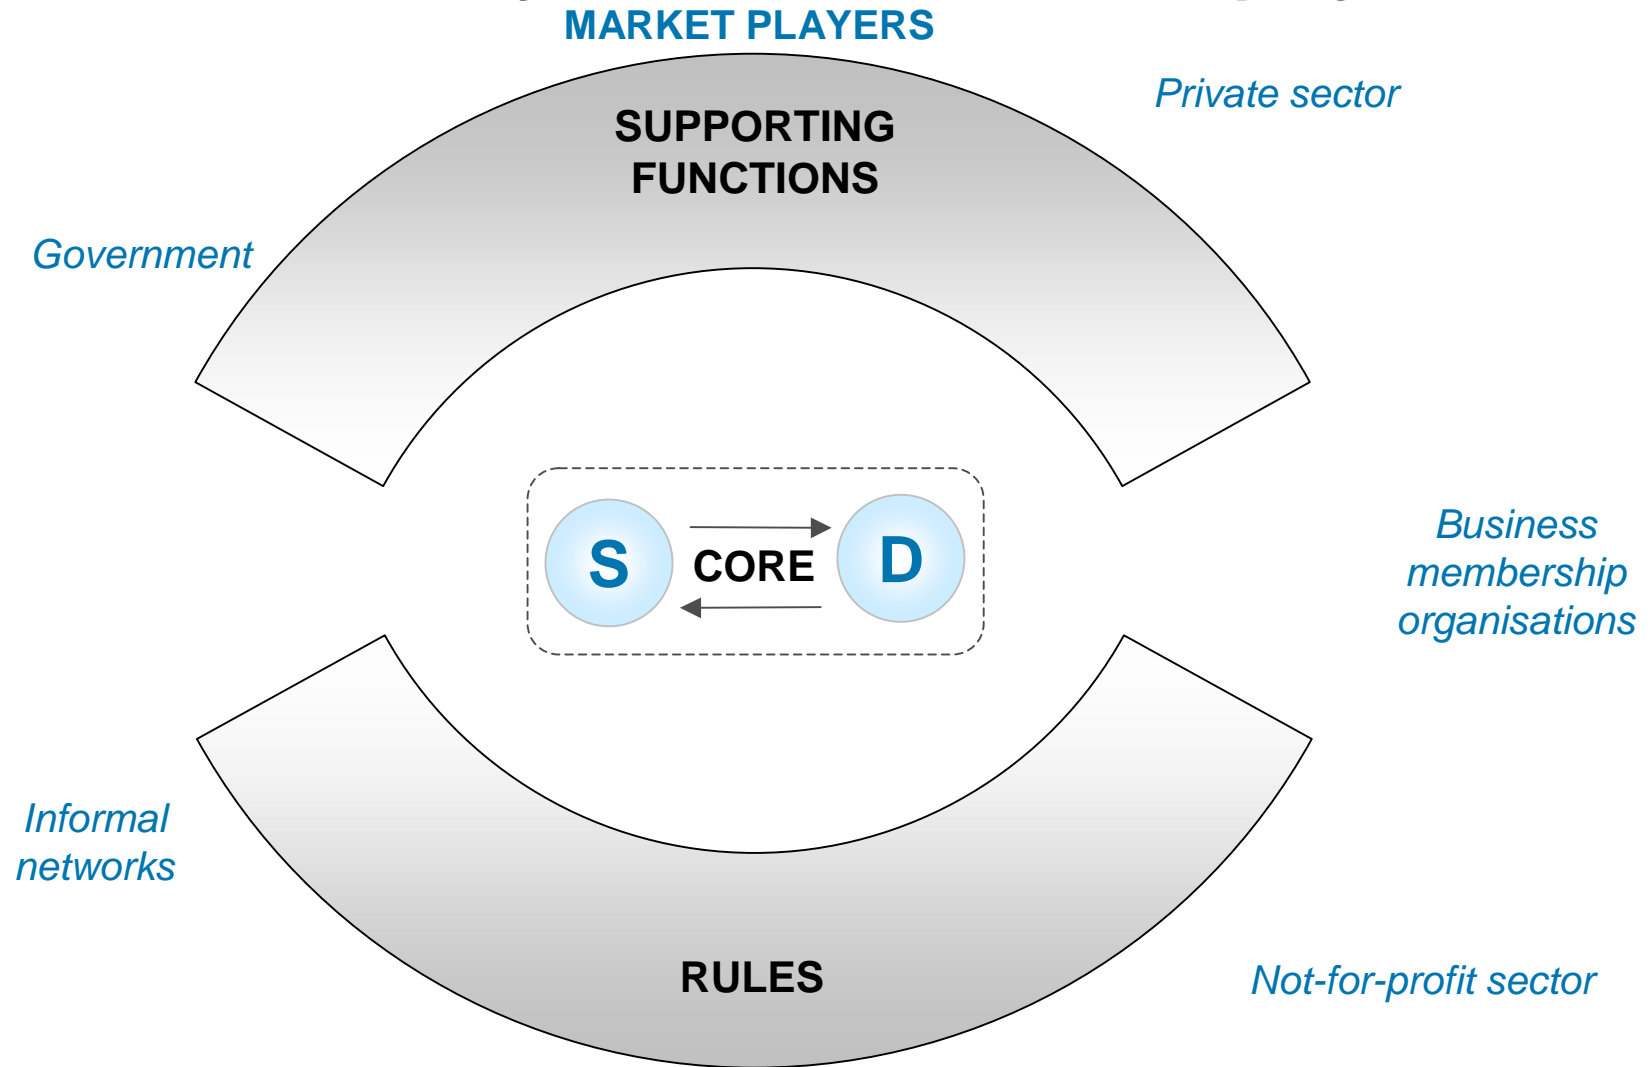 MARKET PLAYERS
Private sector
SUPPORTING
FUNCTIONS
Government
S
CORE
D
Business
membership
organisations
Informal
networks
RULES
Not-for-profit sector